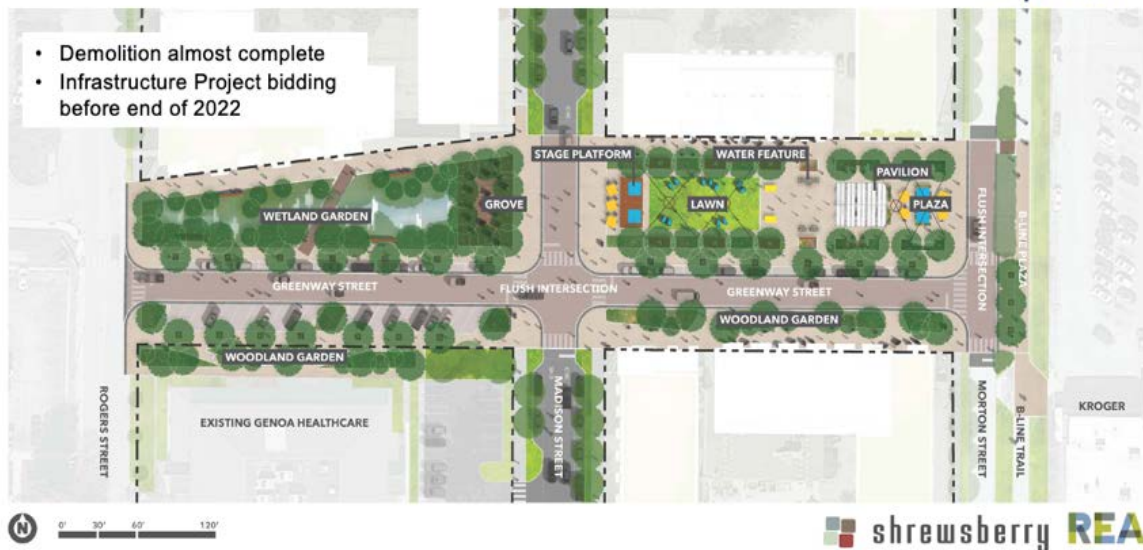 • Demolition almost complete
• Infrastructure Project bidding
before end of 2022
STAGE PLATFORM
WATER FEATURE
PAVILION
WETLAND GARDEN
GROVE
LAWN
PLAZA
FLUSH INTERSECTION
B-LINE PLAZA
GREENWAY STREET
FLUSH INTERSECTION
GREENWAY STREET
WOODLAND GARDEN
WOODLAND GARDEN
ROGERS STREET
EXISTING GENOA HEALTHCARE
MADISON STREET
MORTON STREET
B-LINE TRAIL
KROGER
N
0' 30' 60' 120'
shrewsberry REA